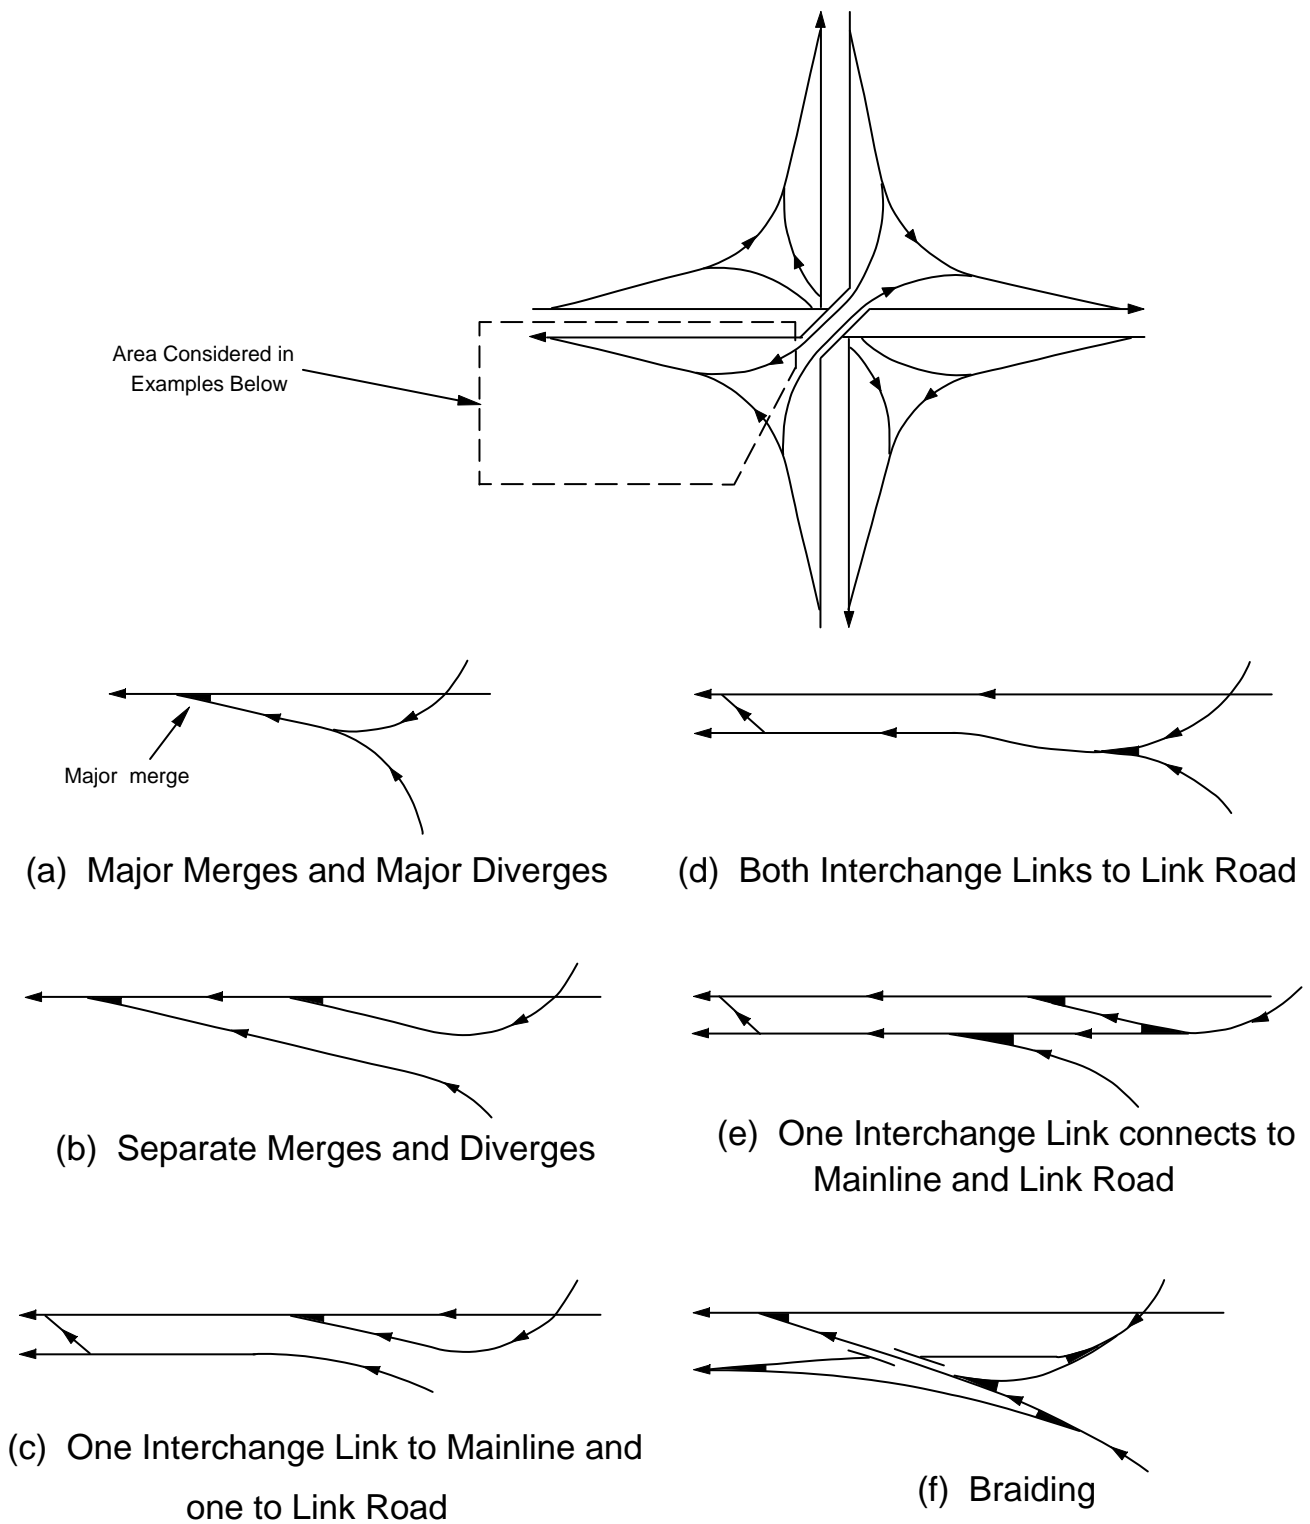 Area Considered in
Examples Below
Major merge
(a) Major Merges and Major Diverges
(d) Both Interchange Links to Link Road
(b) Separate Merges and Diverges
(e) One Interchange Link connects to
Mainline and Link Road
(c) One Interchange Link to Mainline and
one to Link Road
(f) Braiding